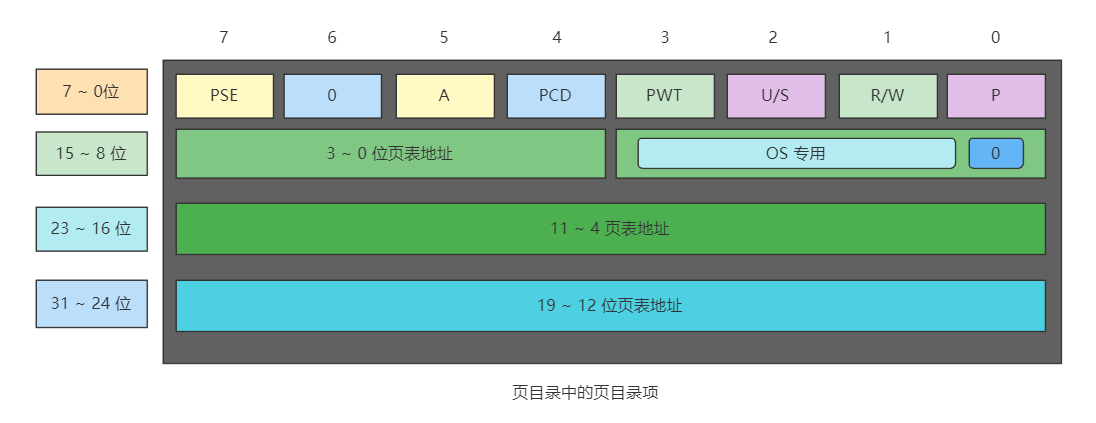 7 6 5 4 3 2 1 0
7 ~ 0位 PSE 0 A PCD PWT U/S R/W P
15 ~ 8 位 3 ~ 0 位页表地址 OS 专用 0
23 ~ 16 位 11 ~ 4 页表地址
31 ~ 24 位 19 ~ 12 位页表地址
页目录中的页目录项